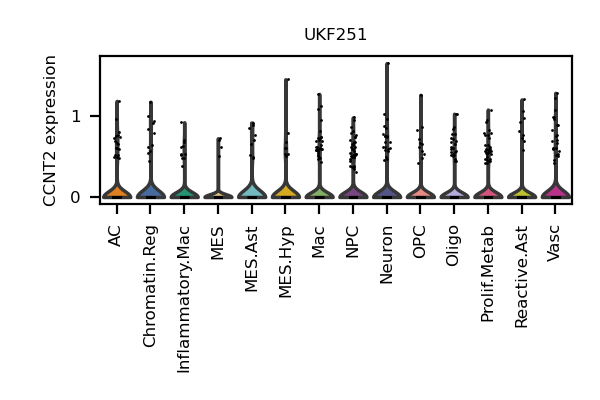 UKF251
CCNT2 expression
1
0
AC
Chromatin.Reg
Inflammatory.Mac
MES
MES.Ast
MES.Hyp
Mac
NPC
Neuron
OPC
Oligo
Prolif.Metab
Reactive.Ast
Vasc